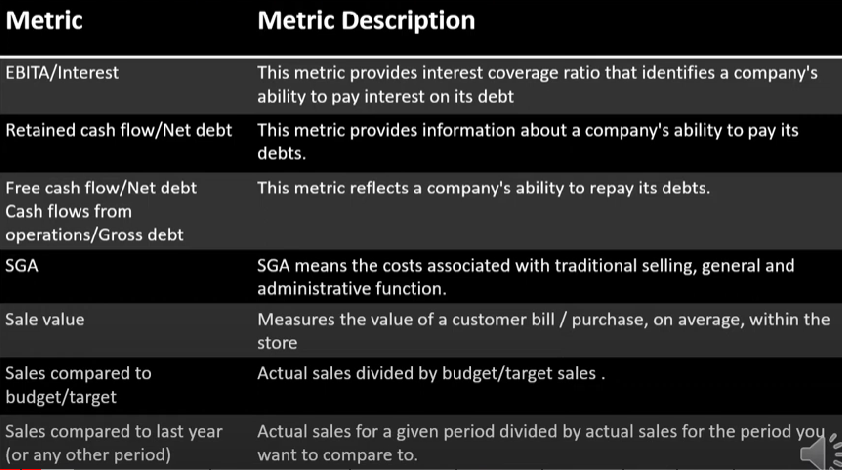 Metric Metric Description
EBITA/Interest This metric provides interest coverage ratio that identifies a company's
ability to pay interest on its debt
Retained cash flow/Net debt This metric provides information about a company's ability to pay its
debts.
Free cash flow/Net debt This metric reflects a company's ability to repay its debts.
Cash flows from
operations/Gross debt
SGA SGA means the costs associated with traditional selling, general and
administrative function.
Sale value Measures the value of a customer bill / purchase, on average, within the
store
Sales compared to Actual sales divided by budget/target sales .
budget/target
Sales compared to last year Actual sales for a given period divided by actual sales for the period you
(or any other period) want to compare to.